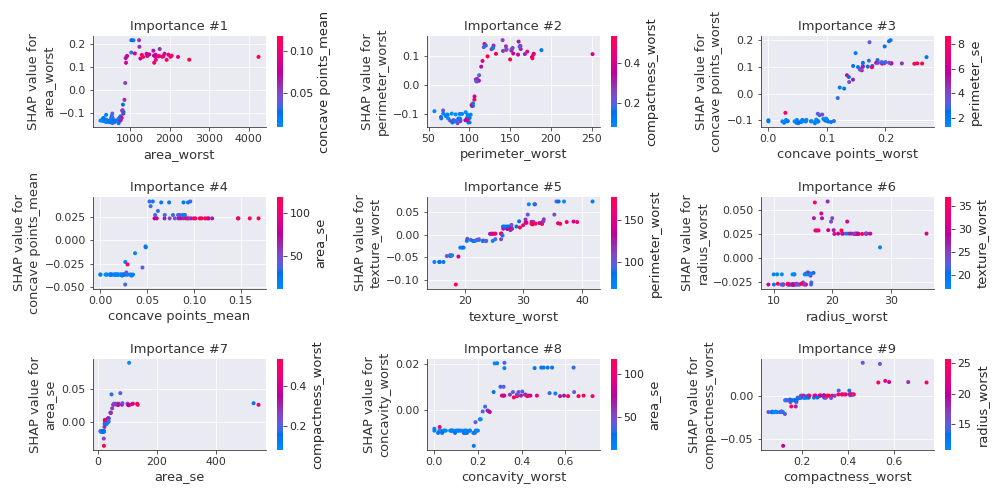 Importance #1
SHAP value for
area_worst
0.2
0.1
0.0
−0.1
1000
2000
3000
4000
area_worst
0.10
0.05
concave points_mean
Importance #2
SHAP value for
perimeter_worst
0.1
0.0
−0.1
50
100
150
200
250
perimeter_worst
0.4
0.2
compactness_worst
Importance #3
SHAP value for
concave points_worst
0.2
0.1
0.0
−0.1
0.0
0.1
0.2
concave points_worst
8
6
4
2
perimeter_se
Importance #4
SHAP value for
concave points_mean
0.025
0.000
−0.025
−0.050
0.00
0.05
0.10
0.15
concave points_mean
100
50
area_se
Importance #5
SHAP value for
texture_worst
0.05
0.00
−0.05
−0.10
20
30
40
texture_worst
150
100
perimeter_worst
Importance #6
SHAP value for
radius_worst
0.050
0.025
0.000
−0.025
10
20
30
radius_worst
35
30
25
20
texture_worst
Importance #7
SHAP value for
area_se
0.05
0.00
0
200
400
area_se
0.4
0.2
compactness_worst
Importance #8
SHAP value for
concavity_worst
0.02
0.00
0.0
0.2
0.4
0.6
concavity_worst
100
50
area_se
Importance #9
SHAP value for
compactness_worst
0.00
−0.05
0.2
0.4
0.6
compactness_worst
25
20
15
radius_worst